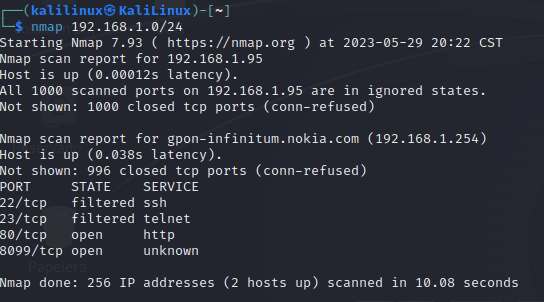 ┌──(kalilinux㉿KaliLinux)-[~]
└─$ nmap 192.168.1.0/24
Starting Nmap 7.93 ( https://nmap.org ) at 2023-05-29 20:22 CST
Nmap scan report for 192.168.1.95
Host is up (0.00012s latency).
All 1000 scanned ports on 192.168.1.95 are in ignored states.
Not shown: 1000 closed tcp ports (conn-refused)

Nmap scan report for gpon-infinitum.nokia.com (192.168.1.254)
Host is up (0.038s latency).
Not shown: 996 closed tcp ports (conn-refused)
PORT     STATE    SERVICE
22/tcp   filtered ssh
23/tcp   filtered telnet
80/tcp   open     http
8099/tcp open     unknown
Papelera
Nmap done: 256 IP addresses (2 hosts up) scanned in 10.08 seconds